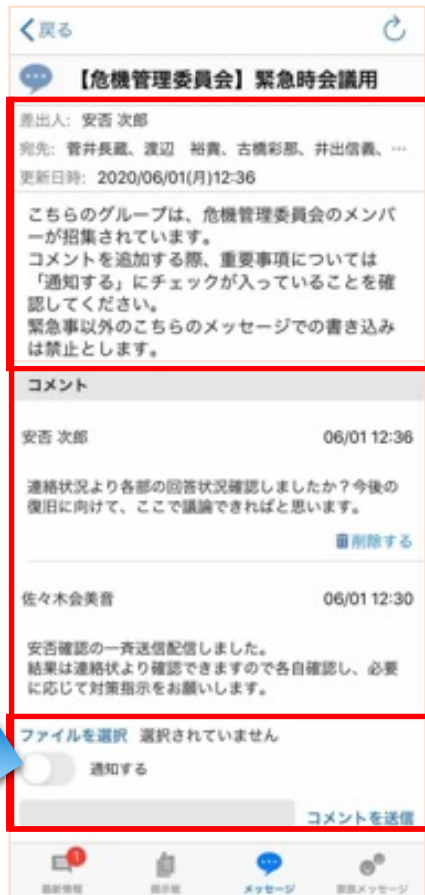 戻る
【危機管理委員会】緊急時会議用
差出人: 安否 次郎
宛先: 菅井長蔵、渡辺　裕貴、古橋彩那、井出信義、…
更新日時: 2020/06/01(月)12:36
こちらのグループは、危機管理委員会のメンバ
ーが招集されています。
コメントを追加する際、重要事項については
「通知する」にチェックが入っていることを確
認してください。
緊急事以外のこちらのメッセージでの書き込み
は禁止とします。
コメント
安否 次郎 06/01 12:36
連絡状況より各部の回答状況確認しましたか？今後の
復旧に向けて、ここで議論できればと思います。
削除する
佐々木会美音 06/01 12:30
安否確認の一斉送信配信しました。
結果は連絡状より確認できますので各自確認し、必要
に応じて対策指示をお願いします。
ファイルを選択 選択されていません
通知する
コメントを送信
1
最新情報 掲示板 メッセージ 家族メッセージ